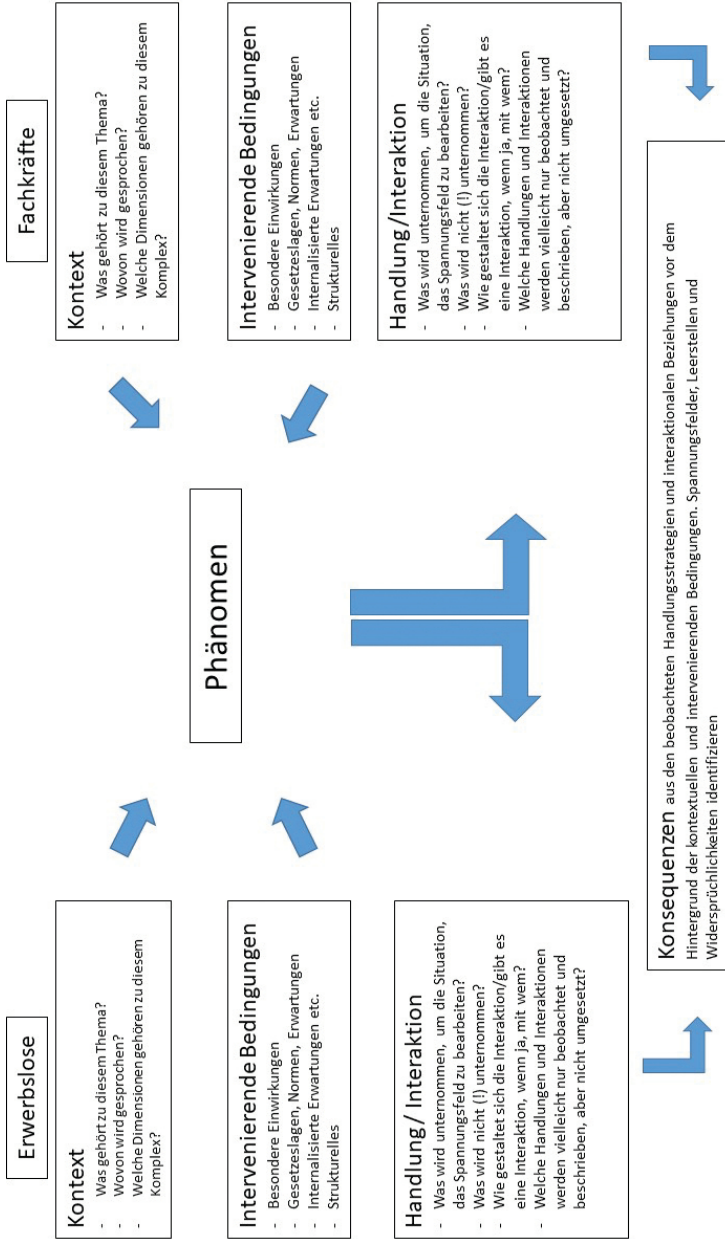 Erwerbslose
Kontext
- Was gehört zu diesem Thema?
- Wovon wird gesprochen?
- Welche Dimensionen gehören zu diesem
Komplex?
Intervenierende Bedingungen
- Besondere Einwirkungen
- Gesetzeslagen, Normen, Erwartungen
- Internalisierte Erwartungen etc.
- Strukturelles
Handlung/ Interaktion
- Was wird unternommen, um die Situation,
das Spannungsfeld zu bearbeiten?
- Was wird nicht (!) unternommen?
- Wie gestaltet sich die Interaktion/gibt es
eine Interaktion, wenn ja, mit wem?
- Welche Handlungen und Interaktionen
werden vielleicht nur beobachtet und
beschrieben, aber nicht umgesetzt?
Phänomen
Fachkräfte
Kontext
- Was gehört zu diesem Thema?
- Wovon wird gesprochen?
- Welche Dimensionen gehören zu diesem
Komplex?
Intervenierende Bedingungen
- Besondere Einwirkungen
- Gesetzeslagen, Normen, Erwartungen
- Internalisierte Erwartungen etc.
- Strukturelles
Handlung/Interaktion
- Was wird unternommen, um die Situation,
das Spannungsfeld zu bearbeiten?
- Was wird nicht (!) unternommen?
- Wie gestaltet sich die Interaktion/gibt es
eine Interaktion, wenn ja, mit wem?
- Welche Handlungen und Interaktionen
werden vielleicht nur beobachtet und
beschrieben, aber nicht umgesetzt?
Konsequenzen aus den beobachteten Handlungsstrategien und interaktionalen Beziehungen vor dem
Hintergrund der kontextuellen und intervenierenden Bedingungen. Spannungsfelder, Leerstellen und
Widersprüchlichkeiten identifizieren